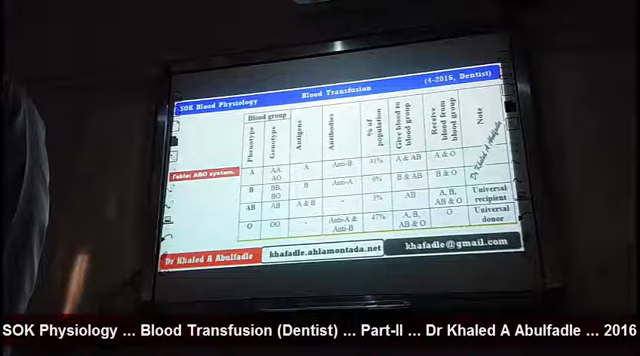 SOK Blood Physiology Blood Transfusion (4-2016, Dentist)
Table: ABO system.
Blood group
Phenotype Genotype Antigens Antibodies % of population Give blood to blood group Receive blood from blood group Note
A AA, AO A Anti-B 41% A & AB A & O
B BB, BO B Anti-A 9% B & AB B & O
AB AB A & B - 3% AB A, B, AB & O Universal recipient
O OO - Anti-A & Anti-B 47% A, B, AB & O O Universal donor
Dr Khaled A Abulfadle
Dr Khaled A Abulfadle khafadle.ahlamontada.net khafadle@gmail.com
SOK Physiology ... Blood Transfusion (Dentist) ... Part-II ... Dr Khaled A Abulfadle ... 2016